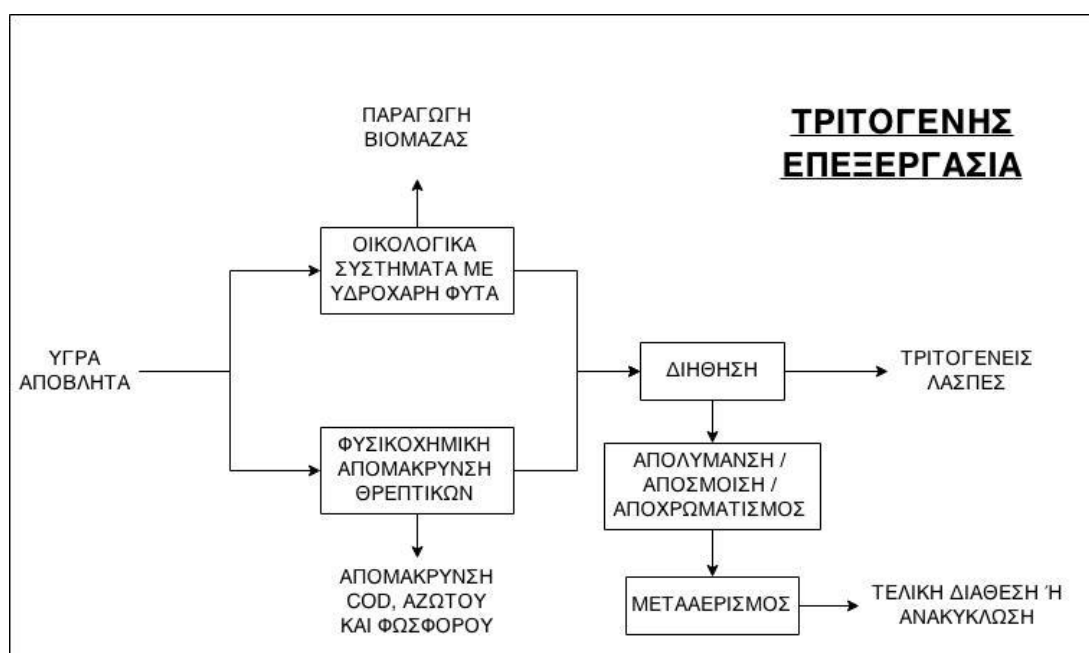 ΤΡΙΤΟΓΕΝΗΣ
ΕΠΕΞΕΡΓΑΣΙΑ
ΠΑΡΑΓΩΓΗ
ΒΙΟΜΑΖΑΣ
ΟΙΚΟΛΟΓΙΚΑ
ΣΥΣΤΗΜΑΤΑ ΜΕ
ΥΔΡΟΧΑΡΗ ΦΥΤΑ
ΥΓΡΑ
ΑΠΟΒΛΗΤΑ
ΦΥΣΙΚΟΧΗΜΙΚΗ
ΑΠΟΜΑΚΡΥΝΣΗ
ΘΡΕΠΤΙΚΩΝ
ΑΠΟΜΑΚΡΥΝΣΗ
COD, ΑΖΩΤΟΥ
ΚΑΙ ΦΩΣΦΟΡΟΥ
ΔΙΗΘΗΣΗ
ΤΡΙΤΟΓΕΝΕΙΣ
ΛΑΣΠΕΣ
ΑΠΟΛΥΜΑΝΣΗ /
ΑΠΟΣΜΟΙΣΗ /
ΑΠΟΧΡΩΜΑΤΙΣΜΟΣ
ΜΕΤΑΑΕΡΙΣΜΟΣ
ΤΕΛΙΚΗ ΔΙΑΘΕΣΗ Ή
ΑΝΑΚΥΚΛΩΣΗ